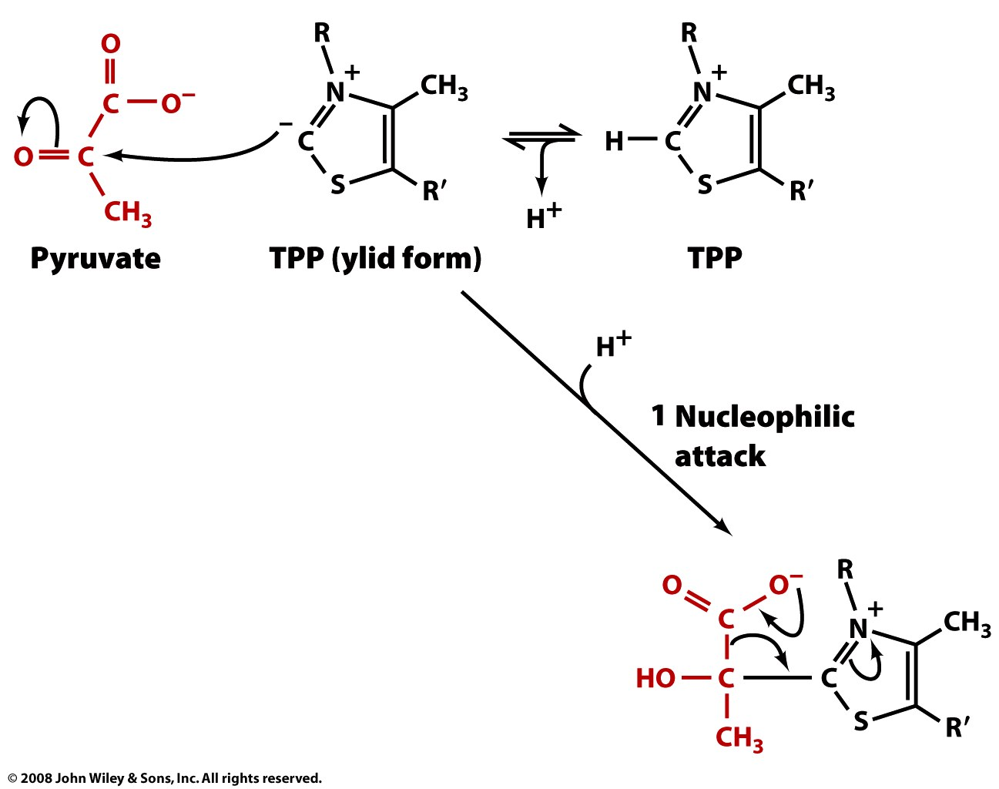 O
C—O⁻
O=C
CH₃
Pyruvate
R
N⁺
CH₃
⁻C
S
R′
TPP (ylid form)
H⁺
R
N⁺
CH₃
H—C
S
R′
TPP
H⁺
1 Nucleophilic
attack
O
O⁻
C
HO—C
CH₃
R
N⁺
CH₃
C
S
R′
© 2008 John Wiley & Sons, Inc. All rights reserved.